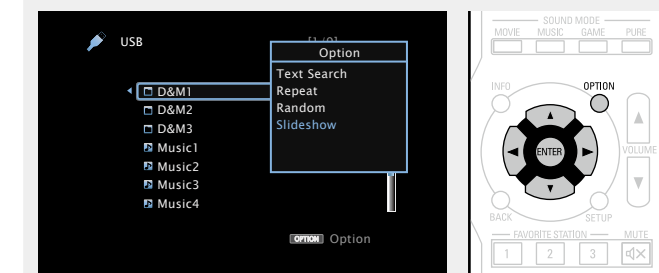 USB
[1/9]
Option
Text Search
Repeat
Random
Slideshow
D&M1
D&M2
D&M3
Music1
Music2
Music3
Music4
OPTION Option
SOUND MODE
MOVIE MUSIC GAME PURE
INFO OPTION
ENTER
VOLUME
BACK SETUP
FAVORITE STATION MUTE
1 2 3